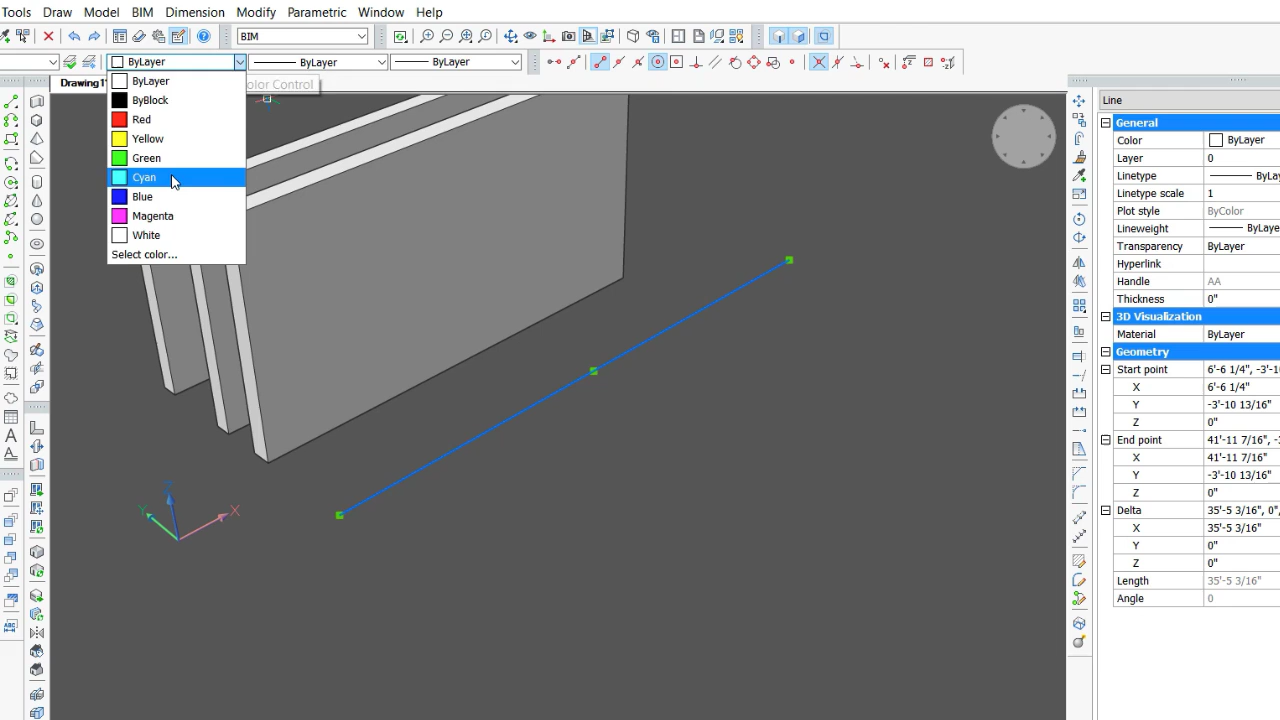 Tools Draw Model BIM Dimension Modify Parametric Window Help
BIM
ByLayer ByLayer ByLayer
Drawing1 olor Control
ByLayer
ByBlock
Red
Yellow
Green
Cyan
Blue
Magenta
White
Select color...
Z
Y X
Line
General
Color ByLayer
Layer 0
Linetype ByLay
Linetype scale 1
Plot style ByColor
Lineweight ByLaye
Transparency ByLayer
Hyperlink
Handle AA
Thickness 0"
3D Visualization
Material ByLayer
Geometry
Start point 6'-6 1/4", -3'-10
X 6'-6 1/4"
Y -3'-10 13/16"
Z 0"
End point 41'-11 7/16", -3
X 41'-11 7/16"
Y -3'-10 13/16"
Z 0"
Delta 35'-5 3/16", 0",
X 35'-5 3/16"
Y 0"
Z 0"
Length 35'-5 3/16"
Angle 0